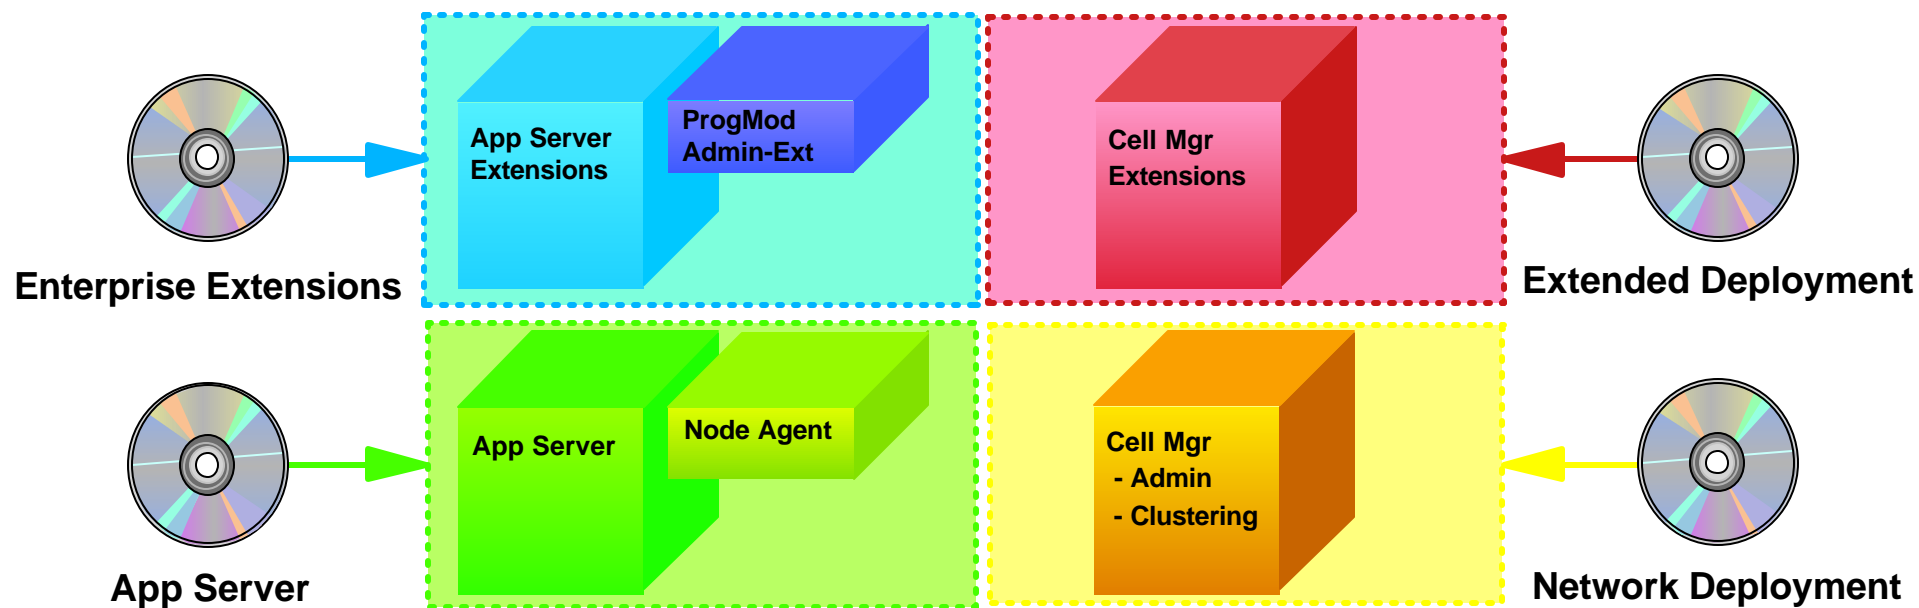 App Server
Extensions
ProgMod
Admin-Ext
Cell Mgr
Extensions
Enterprise Extensions
Extended Deployment
App Server
Node Agent
Cell Mgr
- Admin
- Clustering
App Server
Network Deployment